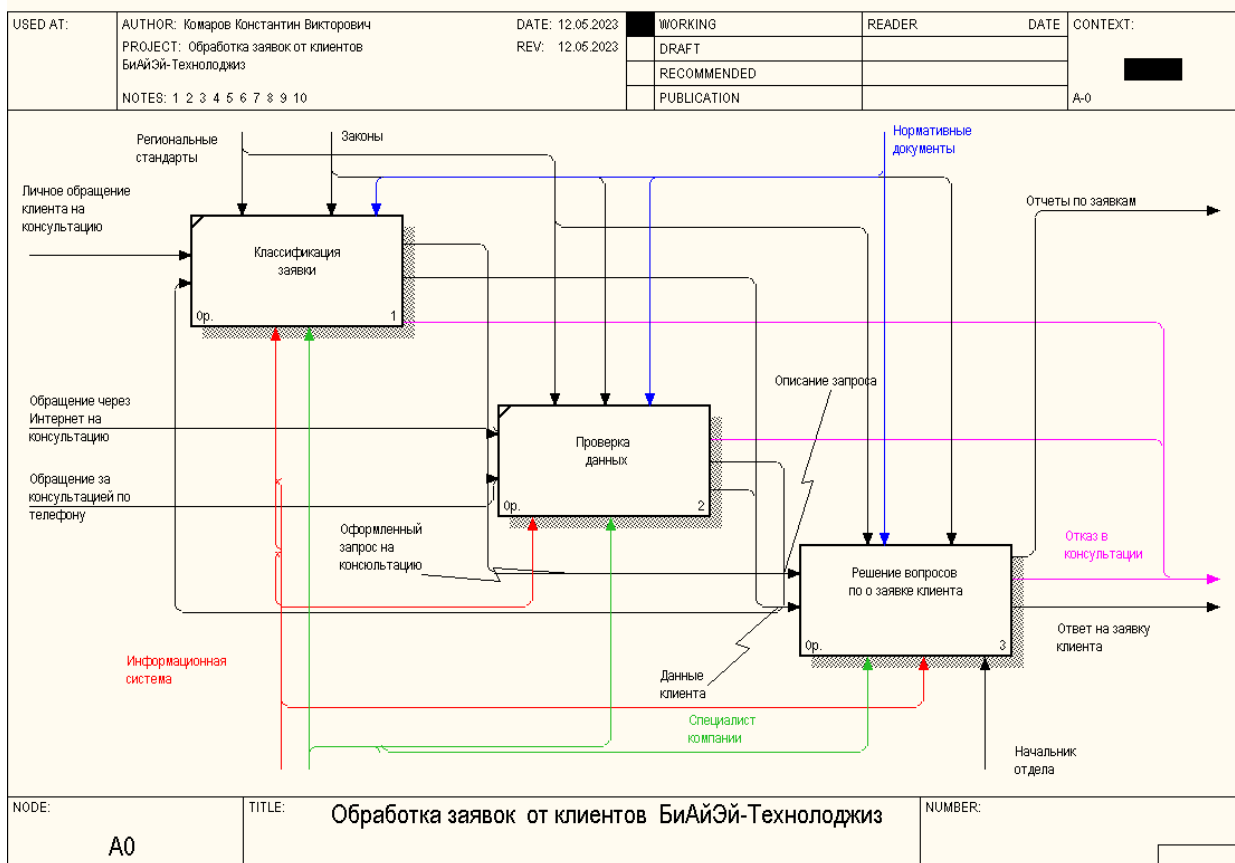 USED AT:
AUTHOR: Комаров Константин Викторович
DATE: 12.05.2023
PROJECT: Обработка заявок от клиентов
БиАйЭй-Технолоджиз
REV: 12.05.2023
NOTES: 1 2 3 4 5 6 7 8 9 10
WORKING
DRAFT
RECOMMENDED
PUBLICATION
READER
DATE
CONTEXT:
A-0
Региональные
стандарты
Законы
Нормативные
документы
Личное обращение
клиента на
консультацию
Отчеты по заявкам
Классификация
заявки
0р.
1
Обращение через
Интернет на
консультацию
Описание запроса
Проверка
данных
0р.
2
Обращение за
консультацией по
телефону
Оформленный
запрос на
консюльтацию
Отказ в
консультации
Решение вопросов
по о заявке клиента
0р.
3
Ответ на заявку
клиента
Информационная
система
Данные
клиента
Специалист
компании
Начальник
отдела
NODE:
A0
TITLE:
Обработка заявок от клиентов БиАйЭй-Технолоджиз
NUMBER: